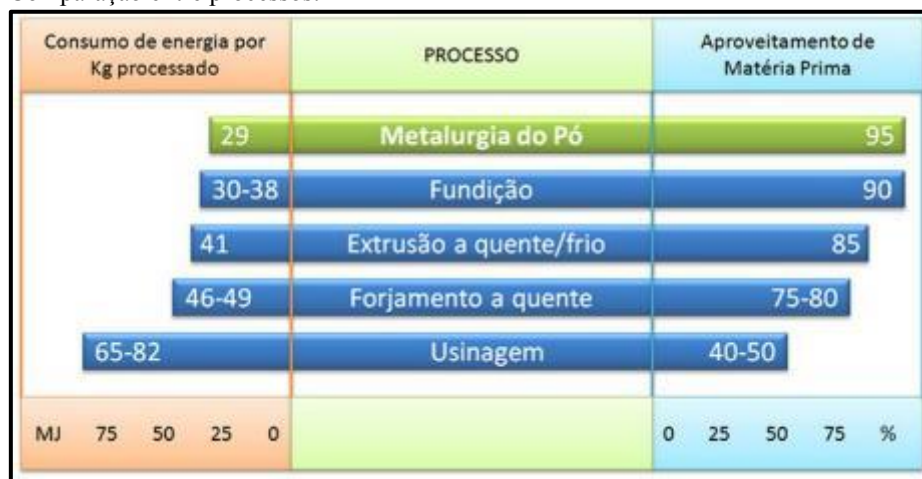 Comparação entre processos.
Consumo de energia por
Kg processado
PROCESSO
Aproveitamento de
Matéria Prima
29 Metalurgia do Pó 95
30-38 Fundição 90
41 Extrusão a quente/frio 85
46-49 Forjamento a quente 75-80
65-82 Usinagem 40-50
MJ 75 50 25 0 0 25 50 75 %